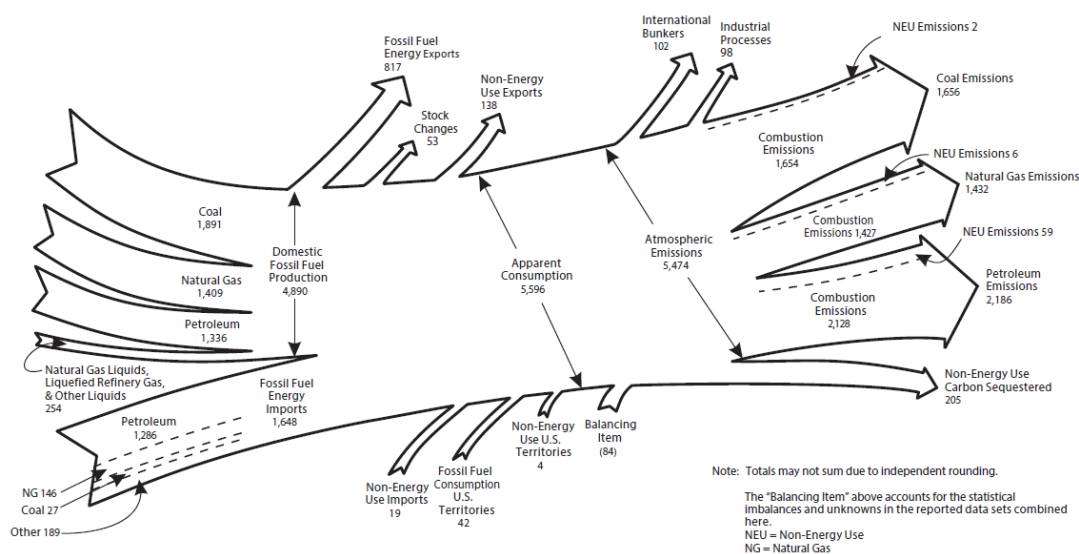 Fossil Fuel
Energy Exports
817
Stock
Changes
53
Non-Energy
Use Exports
138
International
Bunkers
102
Industrial
Processes
98
NEU Emissions 2
Coal Emissions
1,656
Combustion
Emissions
1,654
NEU Emissions 6
Natural Gas Emissions
1,432
Combustion
Emissions 1,427
NEU Emissions 59
Petroleum
Emissions
2,186
Combustion
Emissions
2,128
Non-Energy Use
Carbon Sequestered
205
Coal
1,891
Natural Gas
1,409
Petroleum
1,336
Domestic
Fossil Fuel
Production
4,890
Apparent
Consumption
5,596
Atmospheric
Emissions
5,474
Natural Gas Liquids,
Liquefied Refinery Gas,
& Other Liquids
254
Petroleum
1,286
Fossil Fuel
Energy
Imports
1,648
NG 146
Coal 27
Other 189
Non-Energy
Use Imports
19
Fossil Fuel
Consumption
U.S.
Territories
42
Non-Energy
Use U.S.
Territories
4
Balancing
Item
(84)
Note: Totals may not sum due to independent rounding.
The "Balancing Item" above accounts for the statistical
imbalances and unknowns in the reported data sets combined
here.
NEU = Non-Energy Use
NG = Natural Gas